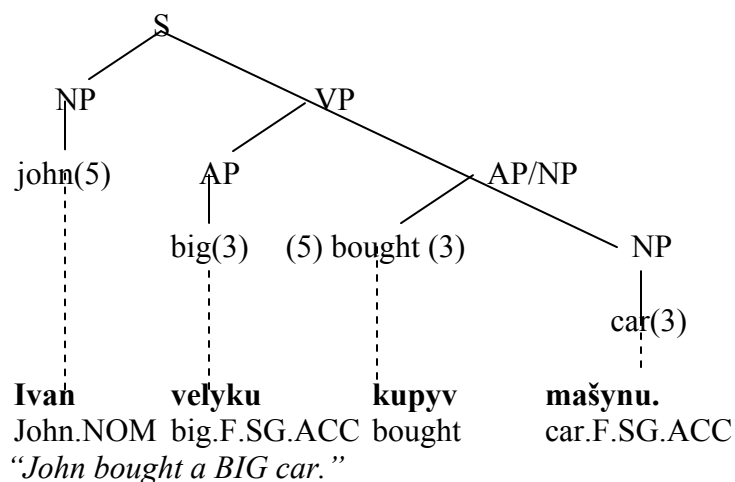 S
NP VP
john(5) AP AP/NP
big(3) (5) bought (3) NP
car(3)
Ivan velyku kupyv mašynu.
John.NOM big.F.SG.ACC bought car.F.SG.ACC
“John bought a BIG car.”